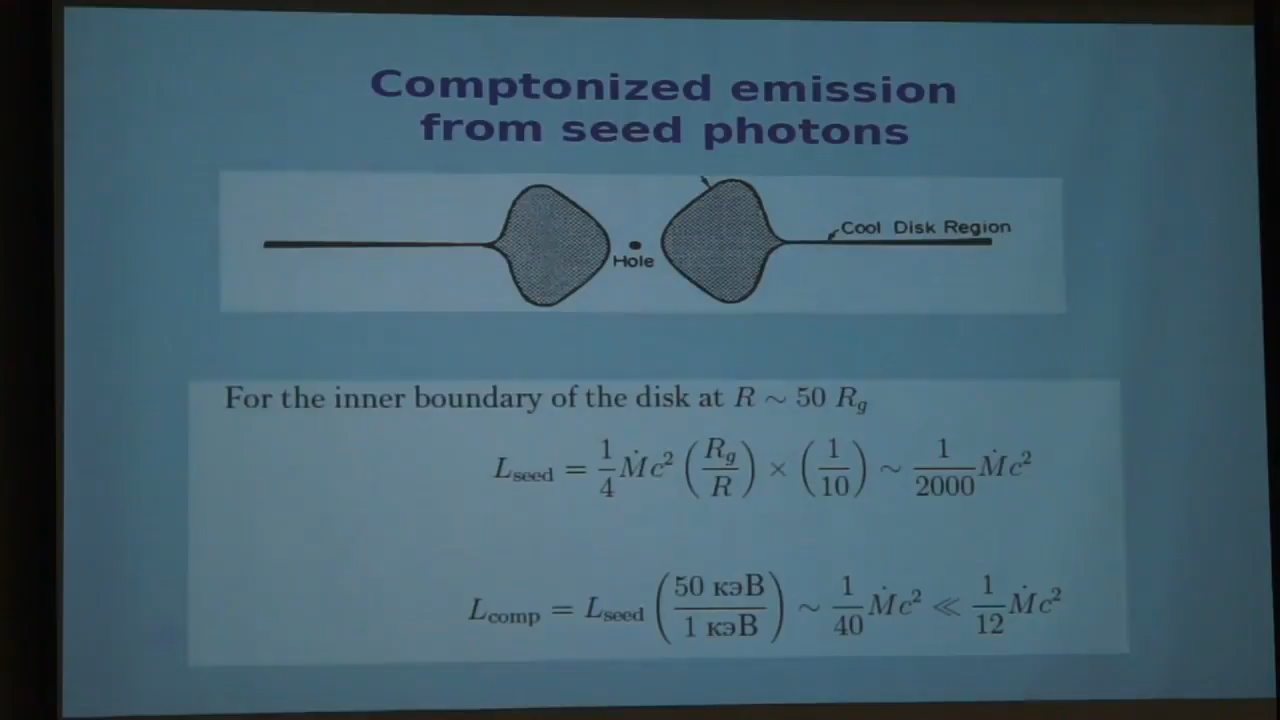 Comptonized emission
from seed photons
Cool Disk Region
Hole
For the inner boundary of the disk at R ∼ 50 R_g
L_seed = 1/4 Ṁc² (R_g/R) × (1/10) ∼ 1/2000 Ṁc²
L_comp = L_seed (50 кэВ/1 кэВ) ∼ 1/40 Ṁc² ≪ 1/12 Ṁc²